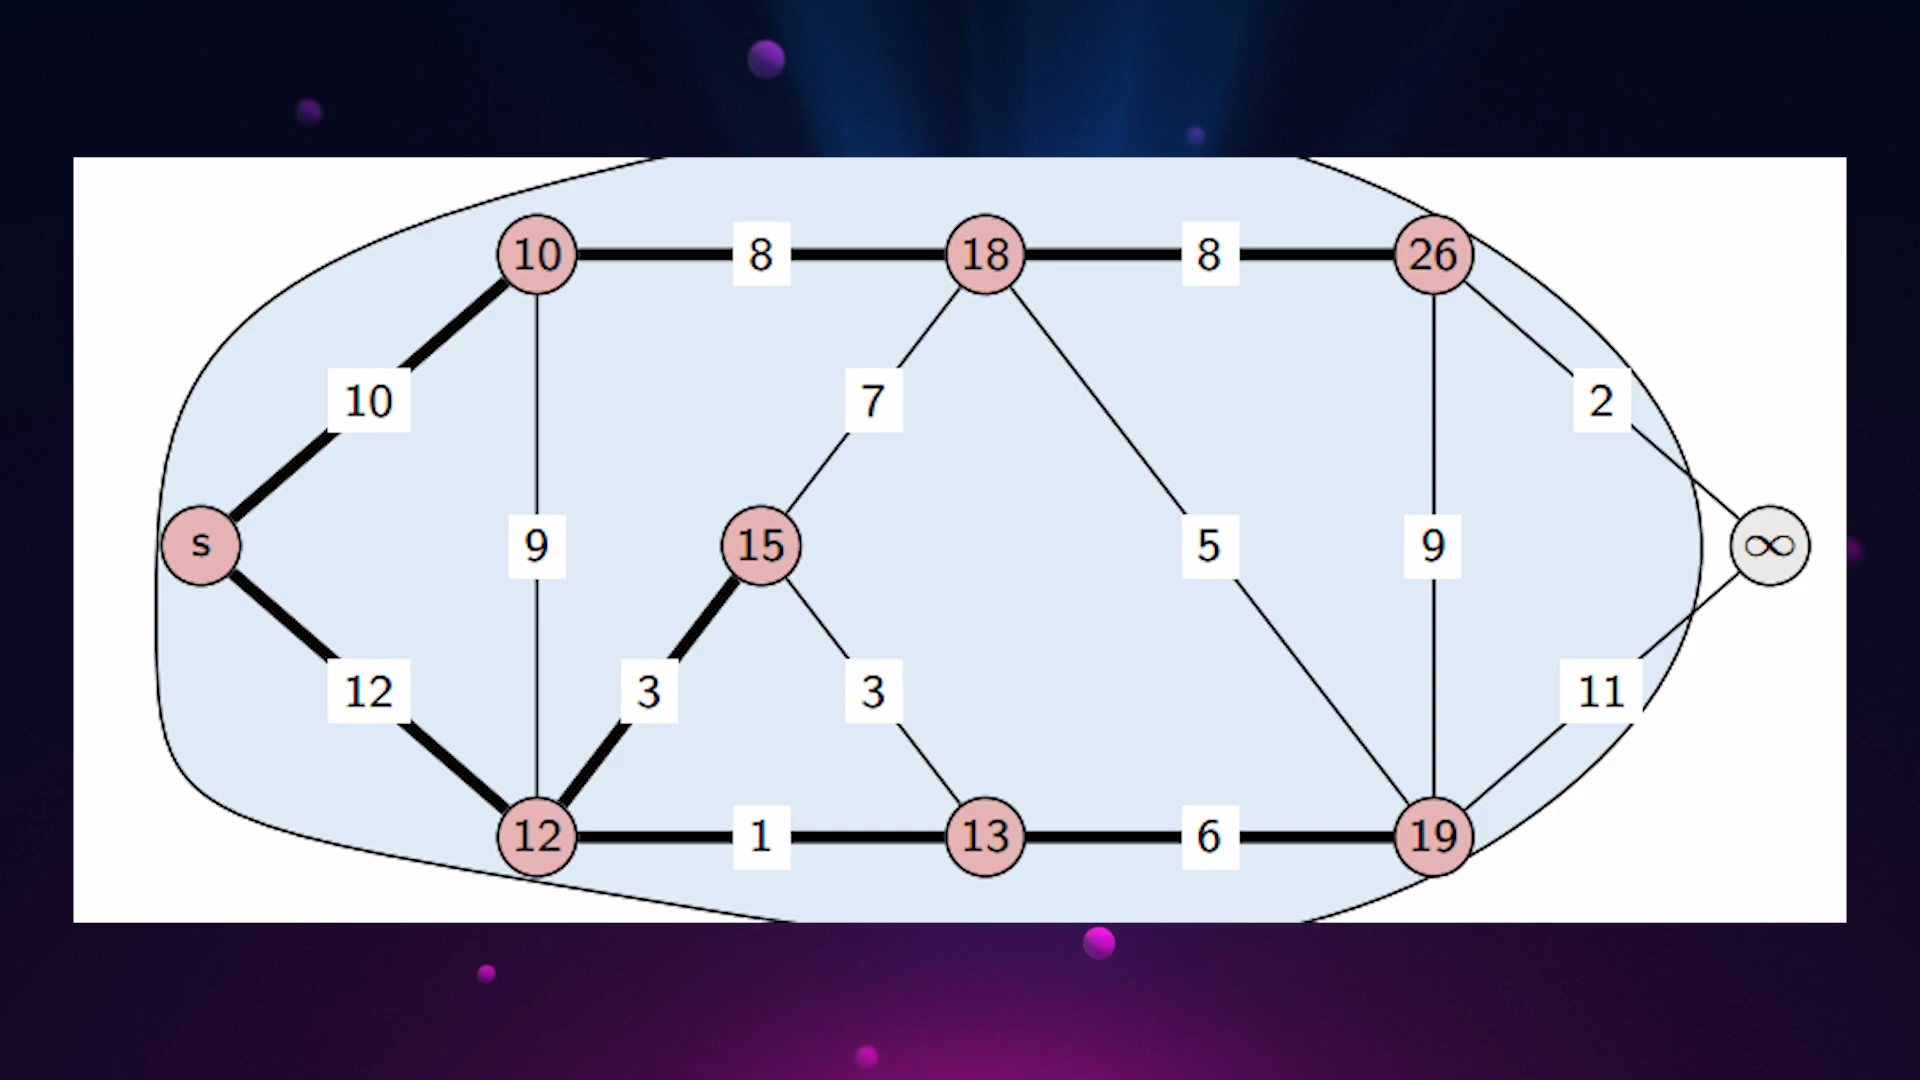 10 8 18 8 26
10 7 2
s 9 15 5 9 ∞
12 3 3 11
12 1 13 6 19